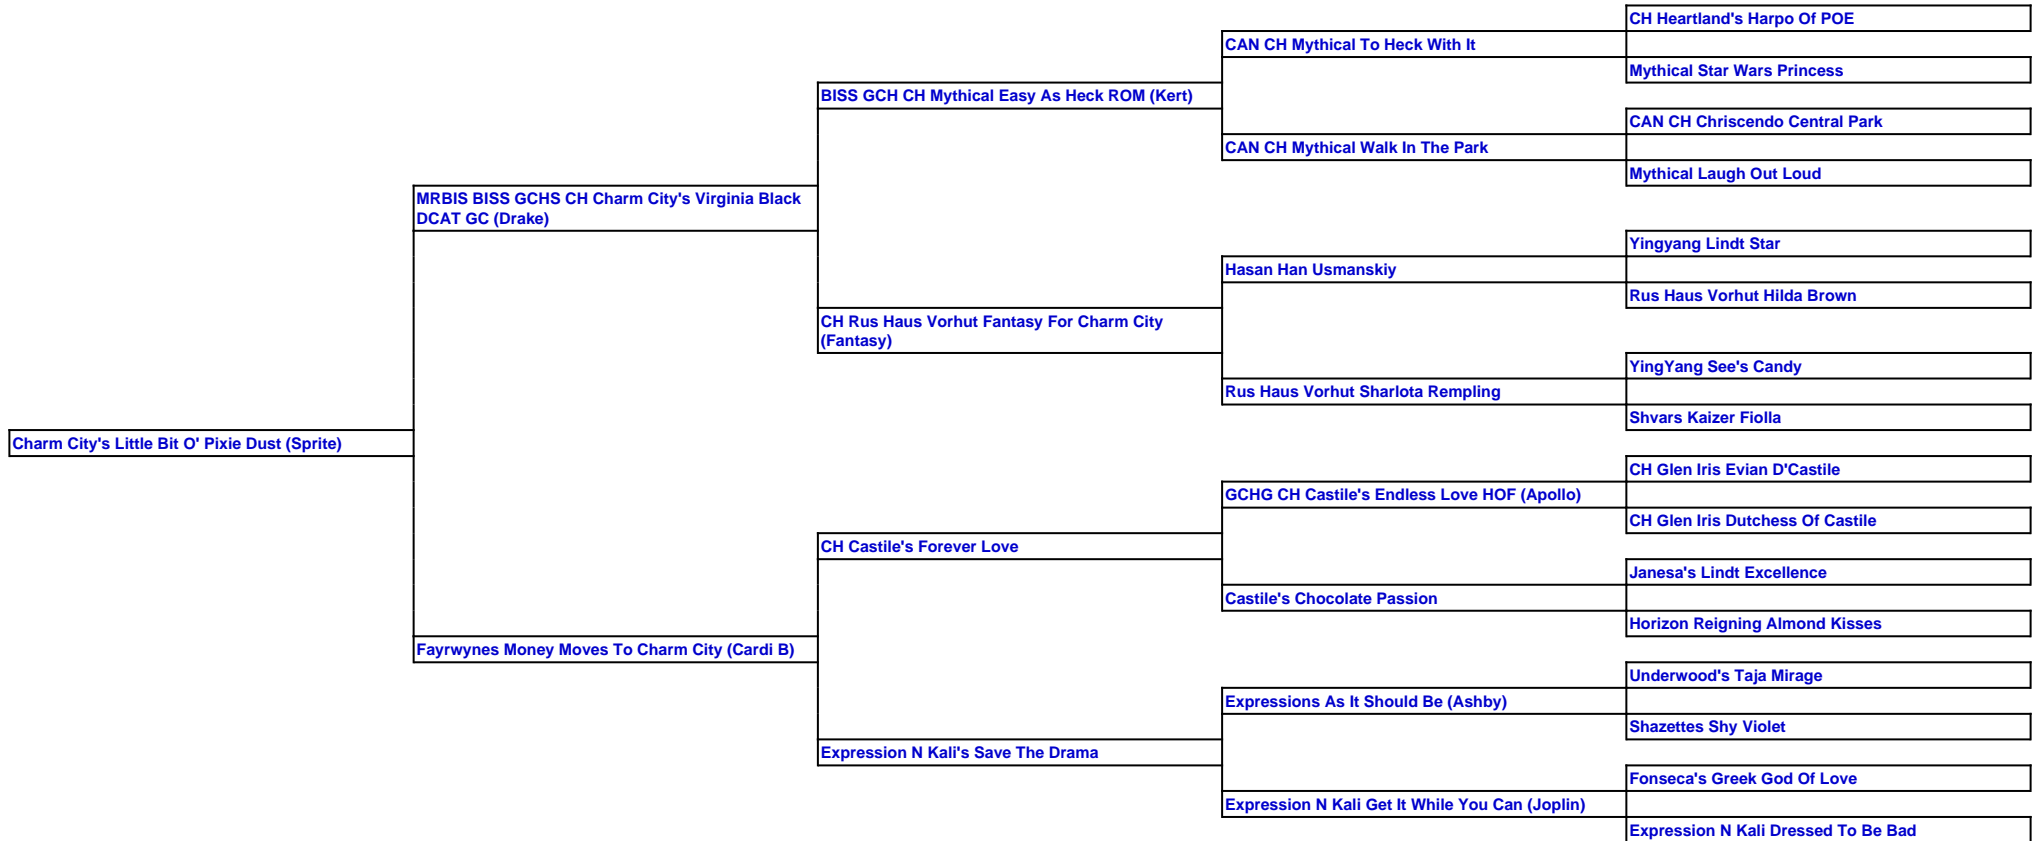 CH Heartland's Harpo Of POE
CAN CH Mythical To Heck With It
Mythical Star Wars Princess
BISS GCH CH Mythical Easy As Heck ROM (Kert)
CAN CH Chriscendo Central Park
CAN CH Mythical Walk In The Park
Mythical Laugh Out Loud
MRBIS BISS GCHS CH Charm City's Virginia Black
DCAT GC (Drake)
Yingyang Lindt Star
Hasan Han Usmanskiy
Rus Haus Vorhut Hilda Brown
CH Rus Haus Vorhut Fantasy For Charm City
(Fantasy)
YingYang See's Candy
Rus Haus Vorhut Sharlota Rempling
Shvars Kaizer Fiolla
Charm City's Little Bit O' Pixie Dust (Sprite)
CH Glen Iris Evian D'Castile
GCHG CH Castile's Endless Love HOF (Apollo)
CH Glen Iris Dutchess Of Castile
CH Castile's Forever Love
Janesa's Lindt Excellence
Castile's Chocolate Passion
Horizon Reigning Almond Kisses
Fayrwynes Money Moves To Charm City (Cardi B)
Underwood's Taja Mirage
Expressions As It Should Be (Ashby)
Shazettes Shy Violet
Expression N Kali's Save The Drama
Fonseca's Greek God Of Love
Expression N Kali Get It While You Can (Joplin)
Expression N Kali Dressed To Be Bad